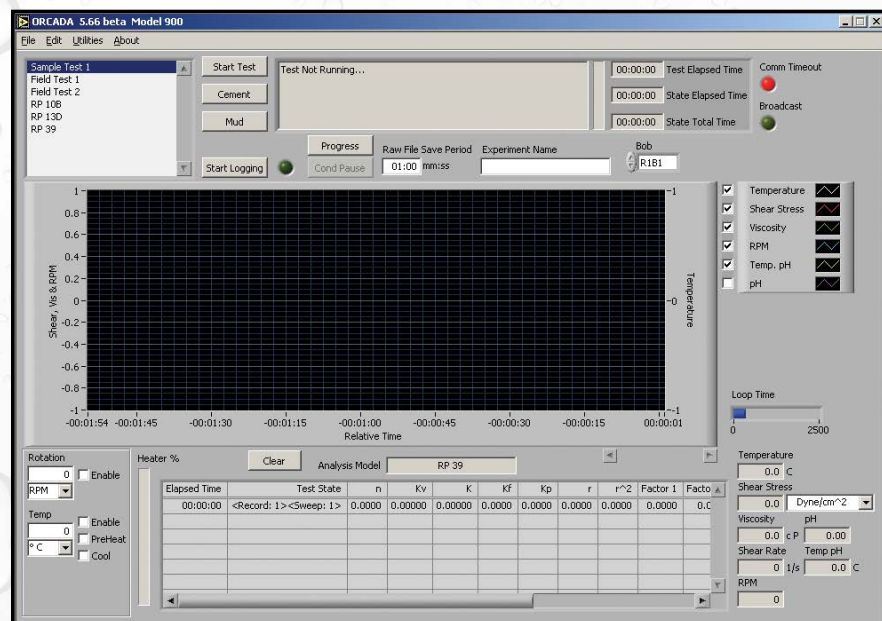 ORCADA 5.66 beta Model 900
File Edit Utilities About
Sample Test 1
Field Test 1
Field Test 2
RP 10B
RP 13D
RP 39
Start Test
Cement
Mud
Test Not Running...
00:00:00 Test Elapsed Time
00:00:00 State Elapsed Time
00:00:00 State Total Time
Comm Timeout
Broadcast
Start Logging
Progress
Cond Pause
Raw File Save Period
01:00 mm:ss
Experiment Name
Bob
R1B1
Shear, Vis & RPM
1
0.8
0.6
0.4
0.2
0
-0.2
-0.4
-0.6
-0.8
-1
1
0
-1
Temperature
-00:01:54 -00:01:45 -00:01:30 -00:01:15 -00:01:00 -00:00:45 -00:00:30 -00:00:15 00:00:01
Relative Time
Temperature
Shear Stress
Viscosity
RPM
Temp. pH
pH
Loop Time
0 2500
Rotation
0 Enable
RPM
Temp
0 Enable
PreHeat
° C Cool
Heater %
Clear
Analysis Model RP 39
Elapsed Time Test State n Kv K Kf Kp r r^2 Factor 1 Facto
00:00:00 <Record: 1><Sweep: 1> 0.0000 0.00000 0.00000 0.0000 0.0000 0.0000 0.0000 0.0000 0.0
Temperature
0.0 C
Shear Stress
0.0 Dyne/cm^2
Viscosity pH
0.0 c P 0.00
Shear Rate Temp pH
0 1/s 0.0 C
RPM
0